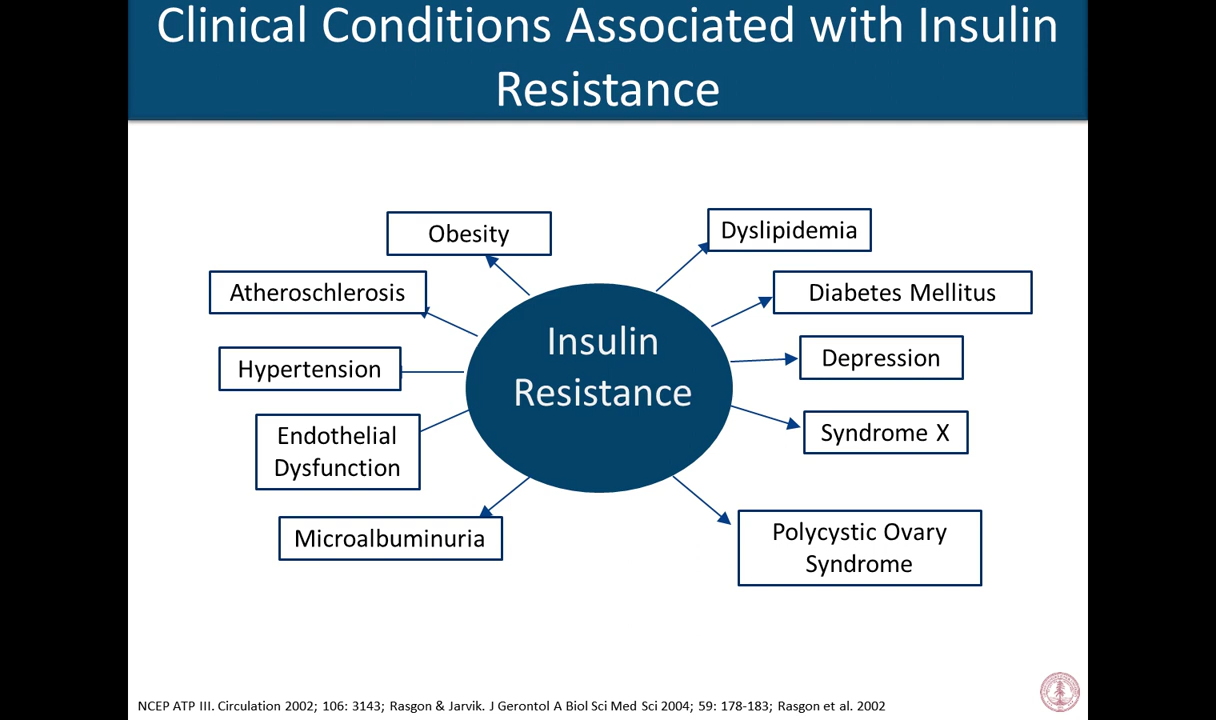 Clinical Conditions Associated with Insulin
Resistance
Obesity
Dyslipidemia
Atheroschlerosis
Diabetes Mellitus
Insulin
Resistance
Hypertension
Depression
Endothelial
Dysfunction
Syndrome X
Microalbuminuria
Polycystic Ovary
Syndrome
NCEP ATP III. Circulation 2002; 106: 3143; Rasgon & Jarvik. J Gerontol A Biol Sci Med Sci 2004; 59: 178-183; Rasgon et al. 2002